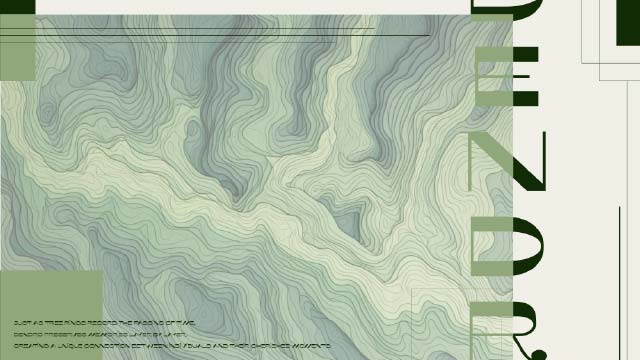 DENDR
JUST AS TREE RINGS RECORD THE PASSING OF TIME,
DENDRO PRESERVES MEMORIES LAYER BY LAYER,
CREATING A UNIQUE CONNECTION BETWEEN INDIVIDUALS AND THEIR CHERISHED MOMENTS